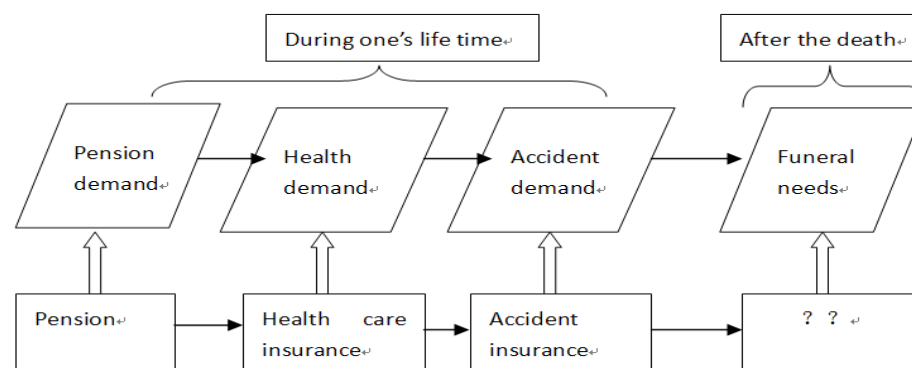 During one's life time
After the death
Pension
demand
Health
demand
Accident
demand
Funeral
needs
Pension
Health care
insurance
Accident
insurance
？？